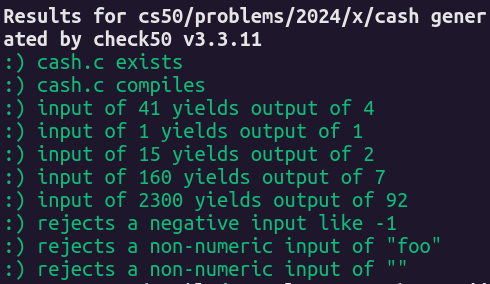 Results for cs50/problems/2024/x/cash gener
ated by check50 v3.3.11
:) cash.c exists
:) cash.c compiles
:) input of 41 yields output of 4
:) input of 1 yields output of 1
:) input of 15 yields output of 2
:) input of 160 yields output of 7
:) input of 2300 yields output of 92
:) rejects a negative input like -1
:) rejects a non-numeric input of "foo"
:) rejects a non-numeric input of ""